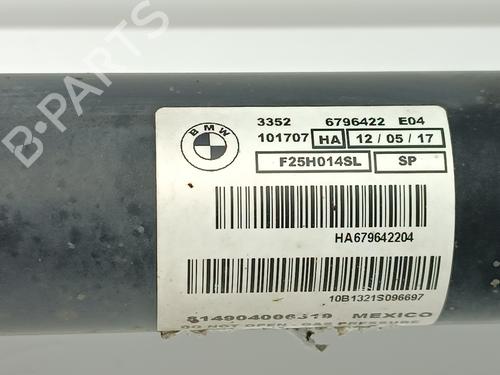 BMW
3352 6796422 E04
101707 HA 12 / 05 / 17
F25H014SL SP
HA679642204
10B1321S096697
814904006319 MEXICO
DO NOT OPEN - GAS PRESSURE
B-PARTS